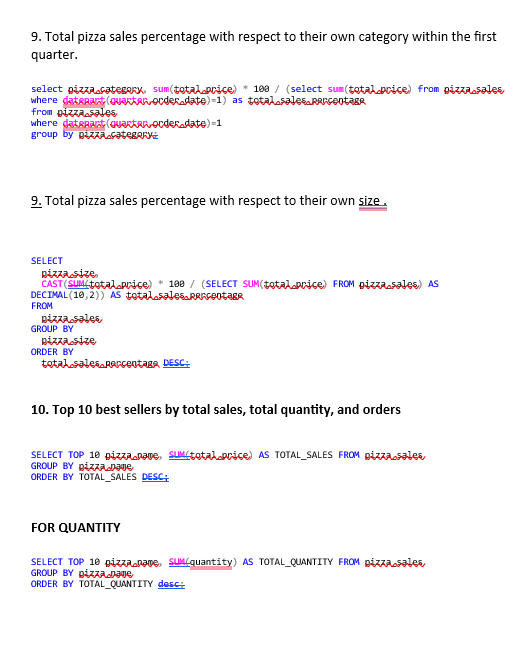 9. Total pizza sales percentage with respect to their own category within the first
quarter.
select pizza_category, sum(total_price) * 100 / (select sum(total_price) from pizza_sales
where datepart(quarter,order_date)=1) as total_sales_percentage
from pizza_sales
where datepart(quarter,order_date)=1
group by pizza_category;
9. Total pizza sales percentage with respect to their own size .
SELECT
pizza_size,
CAST(SUM(total_price) * 100 / (SELECT SUM(total_price) FROM pizza_sales) AS
DECIMAL(10,2)) AS total_sales_percentage
FROM
pizza_sales
GROUP BY
pizza_size
ORDER BY
total_sales_percentage DESC;
10. Top 10 best sellers by total sales, total quantity, and orders
SELECT TOP 10 pizza_name, SUM(total_price) AS TOTAL_SALES FROM pizza_sales
GROUP BY pizza_name
ORDER BY TOTAL_SALES DESC;
FOR QUANTITY
SELECT TOP 10 pizza_name, SUM(quantity) AS TOTAL_QUANTITY FROM pizza_sales
GROUP BY pizza_name
ORDER BY TOTAL_QUANTITY desc;